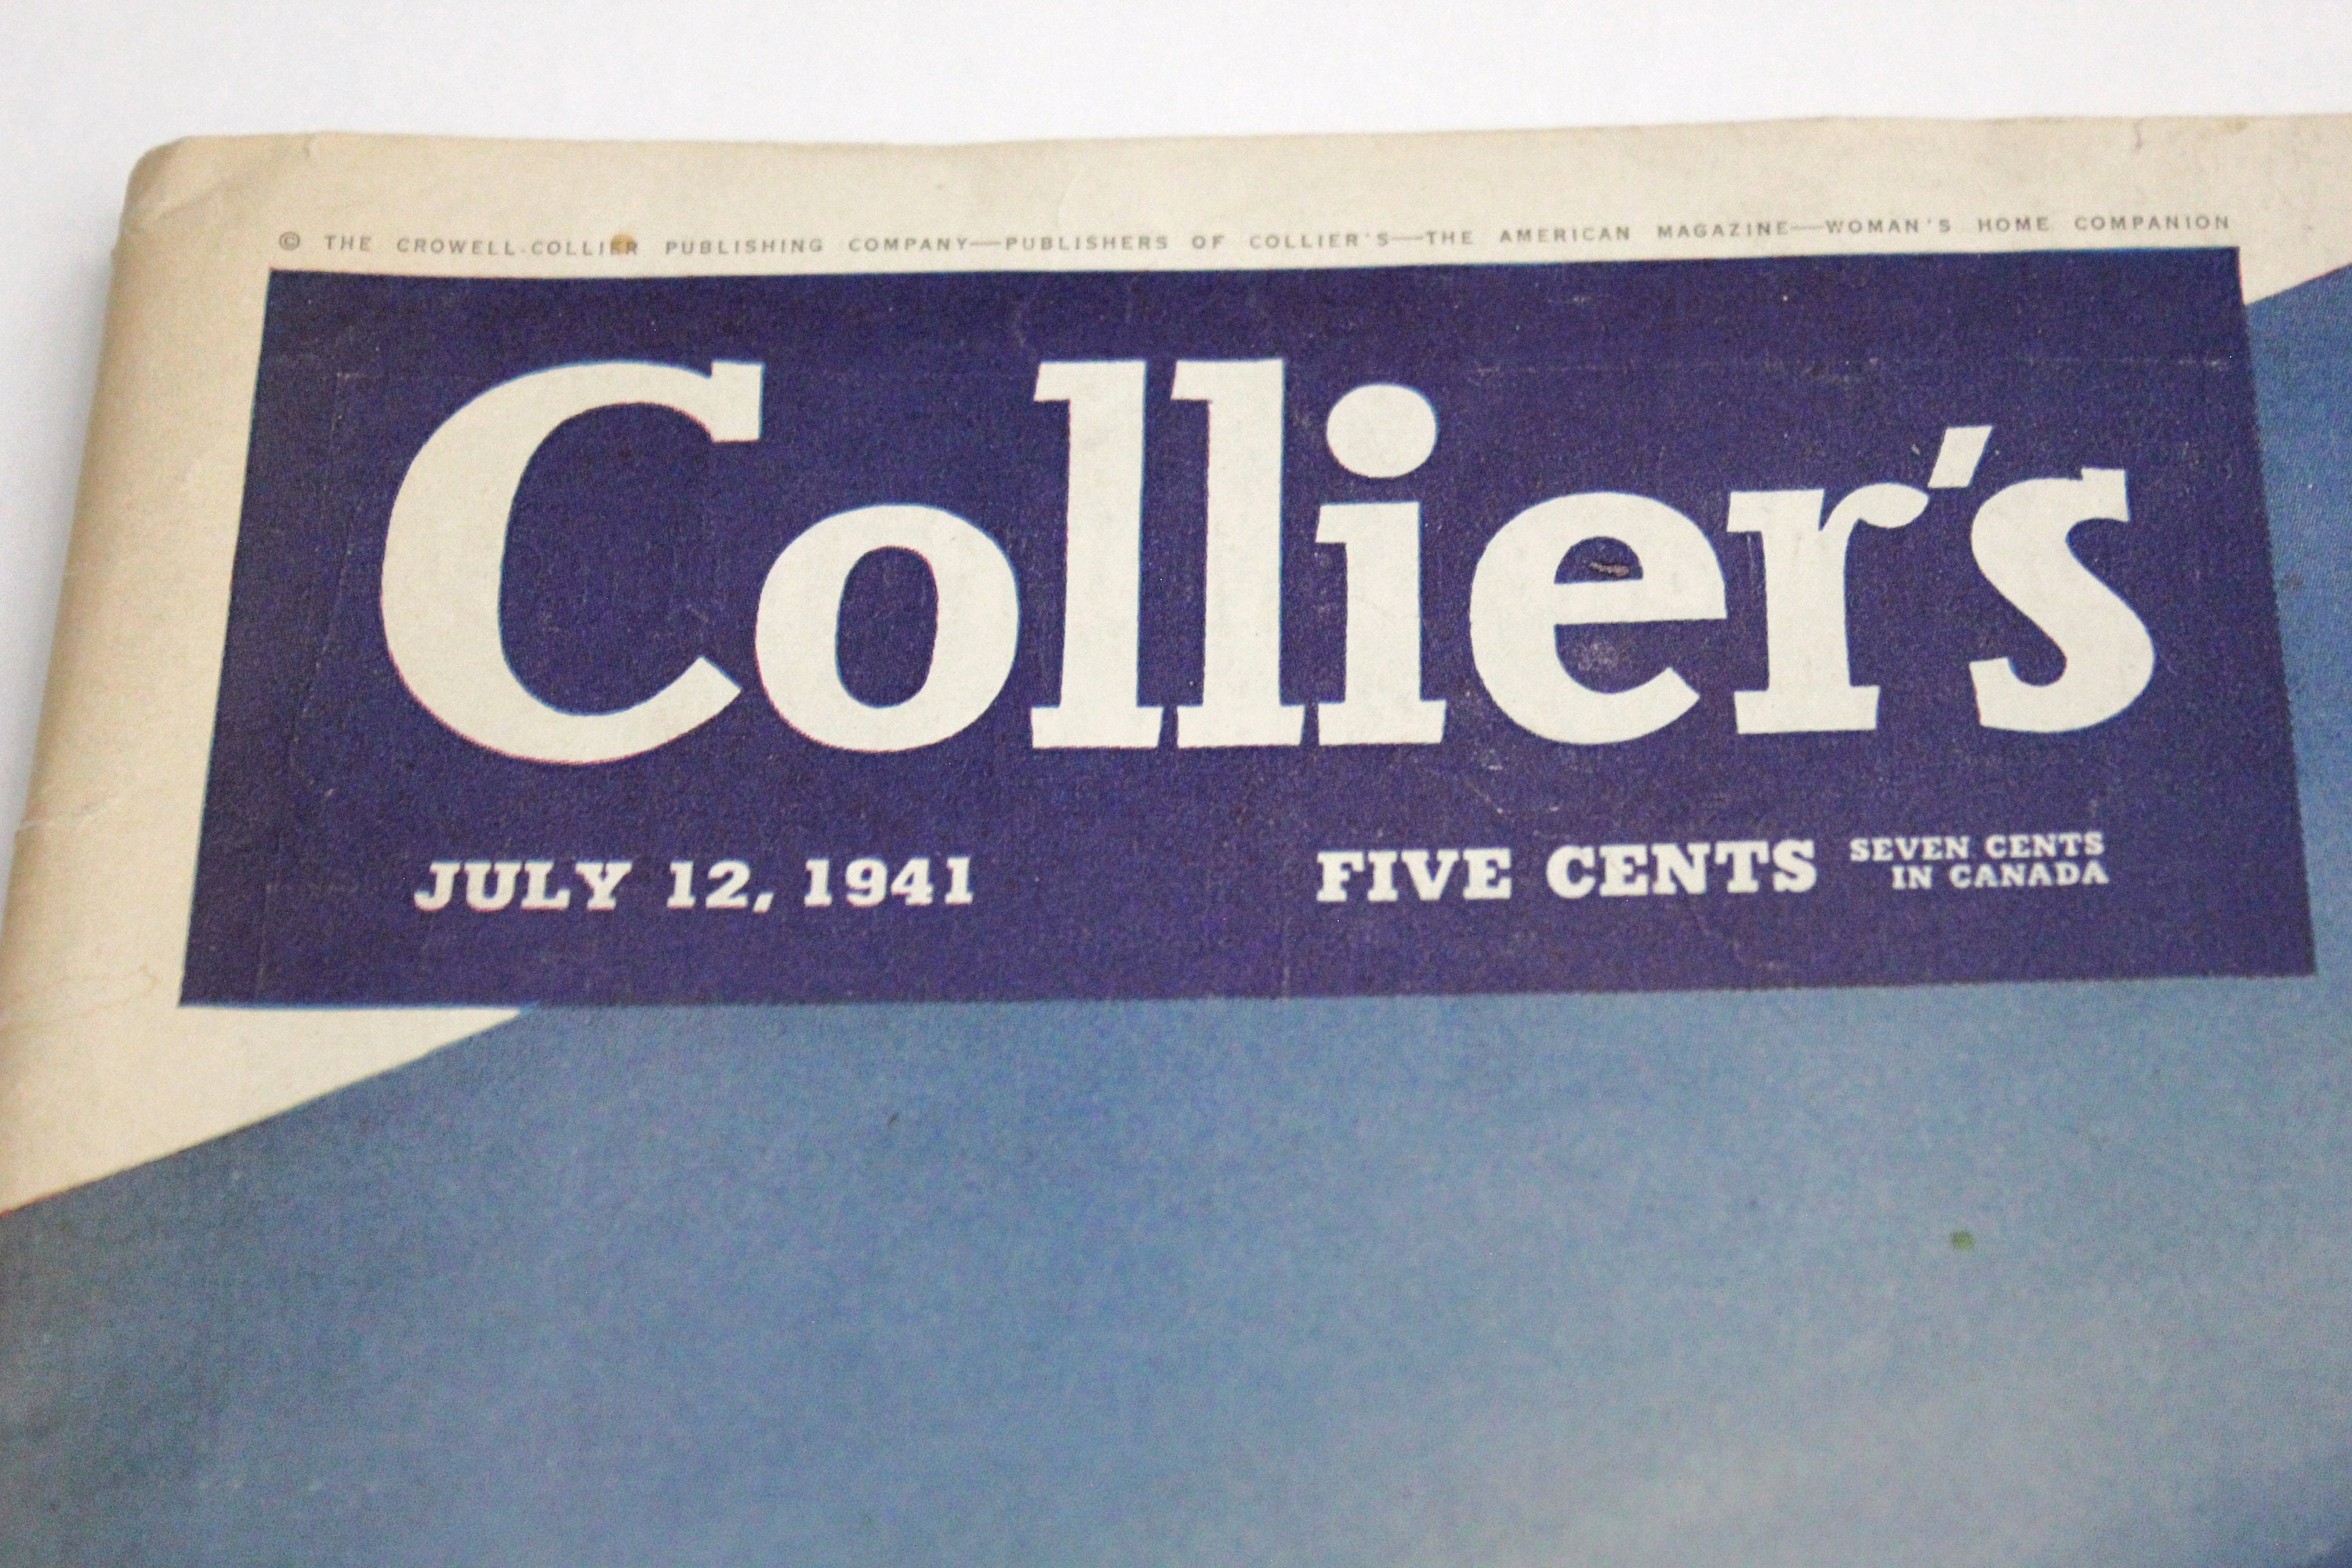 © THE CROWELL-COLLIER PUBLISHING COMPANY—PUBLISHERS OF COLLIER'S—THE AMERICAN MAGAZINE—WOMAN'S HOME COMPANION
Collier's
JULY 12, 1941
FIVE CENTS
SEVEN CENTS
IN CANADA